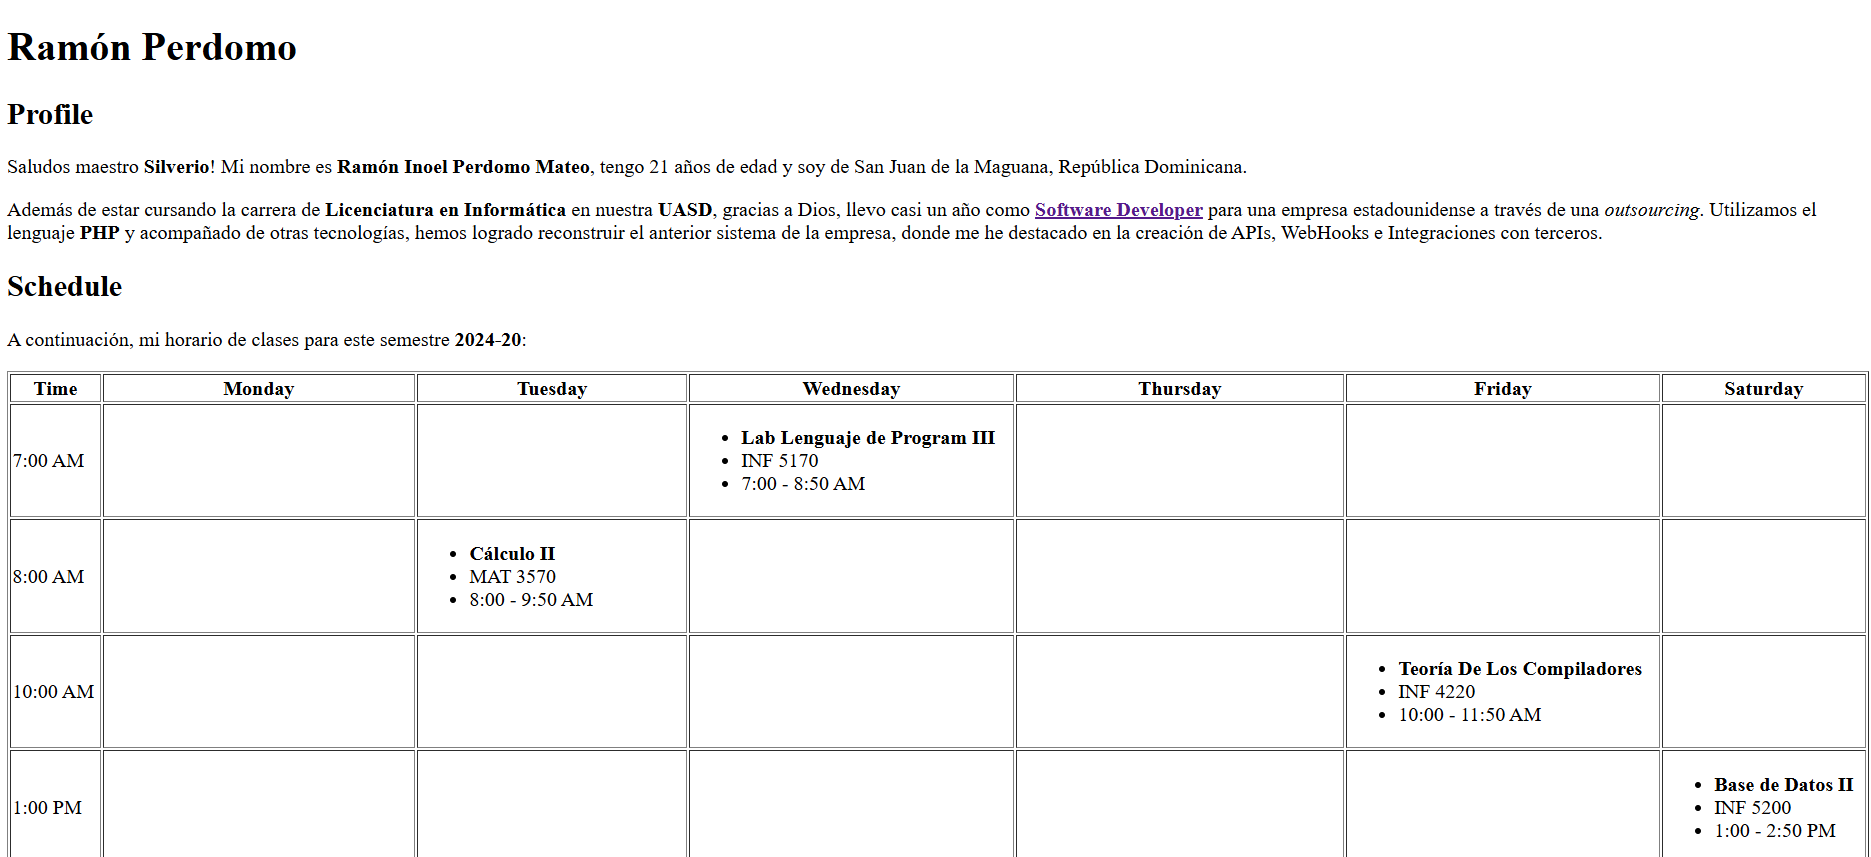 Ramón Perdomo
Profile
Saludos maestro Silverio! Mi nombre es Ramón Inoel Perdomo Mateo, tengo 21 años de edad y soy de San Juan de la Maguana, República Dominicana.
Además de estar cursando la carrera de Licenciatura en Informática en nuestra UASD, gracias a Dios, llevo casi un año como Software Developer para una empresa estadounidense a través de una outsourcing. Utilizamos el
lenguaje PHP y acompañado de otras tecnologías, hemos logrado reconstruir el anterior sistema de la empresa, donde me he destacado en la creación de APIs, WebHooks e Integraciones con terceros.
Schedule
A continuación, mi horario de clases para este semestre 2024-20:
Time Monday Tuesday Wednesday Thursday Friday Saturday
7:00 AM
Lab Lenguaje de Program III
INF 5170
7:00 - 8:50 AM
8:00 AM
Cálculo II
MAT 3570
8:00 - 9:50 AM
10:00 AM
Teoría De Los Compiladores
INF 4220
10:00 - 11:50 AM
1:00 PM
Base de Datos II
INF 5200
1:00 - 2:50 PM